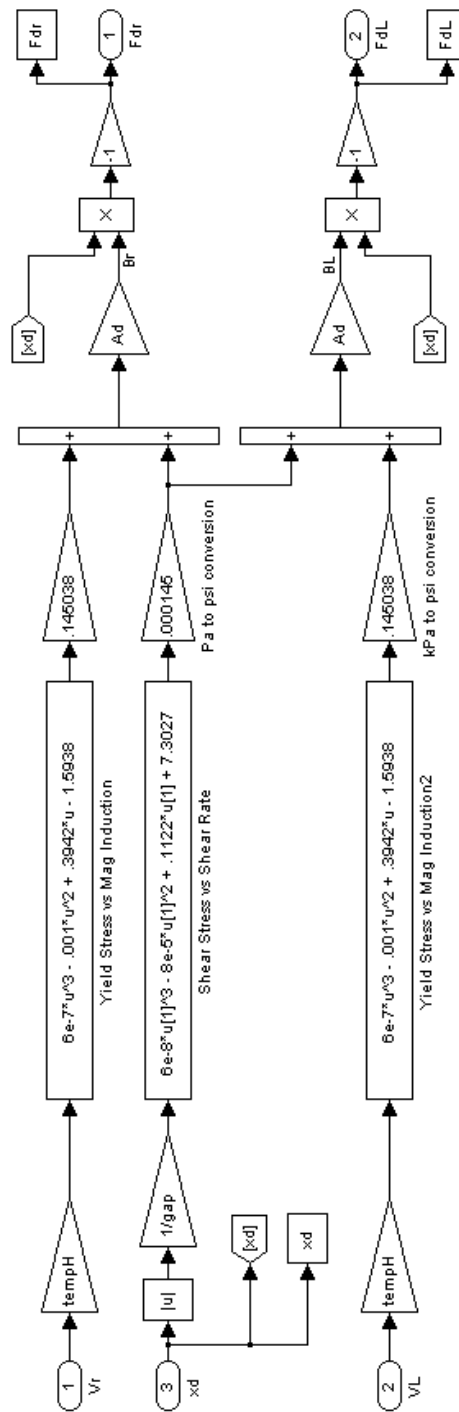 1
Vr
tempH
6e-7*u^3 - .001*u^2 + .3942*u - 1.5938
Yield Stress vs Mag Induction
.145038
+
Ad
Br
[xd]
X
-1
Fdr
1
Fdr
3
xd
|u|
1/gap
6e-8*u[1]^3 - 8e-5*u[1]^2 + .1122*u[1] + 7.3027
Shear Stress vs Shear Rate
.000145
Pa to psi conversion
+
[xd]
xd
+
2
VL
tempH
6e-7*u^3 - .001*u^2 + .3942*u - 1.5938
Yield Stress vs Mag Induction2
.145038
kPa to psi conversion
+
Ad
BL
[xd]
X
-1
2
FdL
FdL